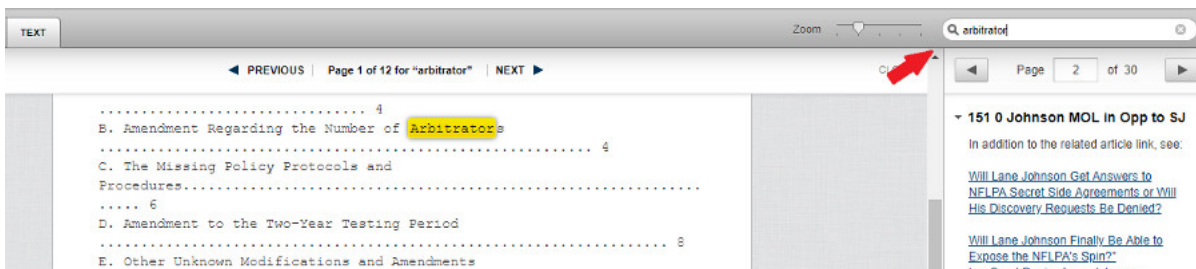 TEXT
Zoom
arbitrator
PREVIOUS | Page 1 of 12 for “arbitrator” | NEXT
Page 2 of 30
................................ 4
B. Amendment Regarding the Number of Arbitrators
.......................................................... 4
C. The Missing Policy Protocols and
Procedures.............................................................
..... 6
D. Amendment to the Two-Year Testing Period
................................................................... 8
E. Other Unknown Modifications and Amendments
151 0 Johnson MOL in Opp to SJ
In addition to the related article link, see:
Will Lane Johnson Get Answers to
NFLPA Secret Side Agreements or Will
His Discovery Requests Be Denied?
Will Lane Johnson Finally Be Able to
Expose the NFLPA's Spin?"